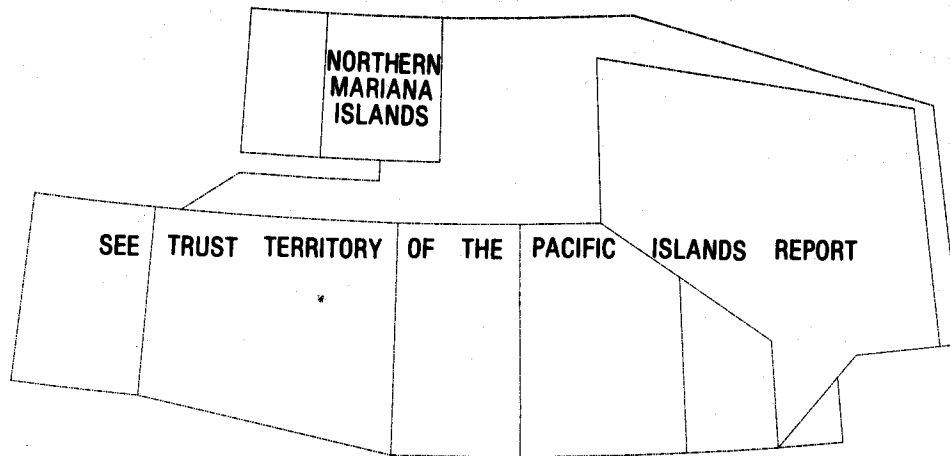 NORTHERN
MARIANA
ISLANDS
SEE TRUST TERRITORY OF THE PACIFIC ISLANDS REPORT